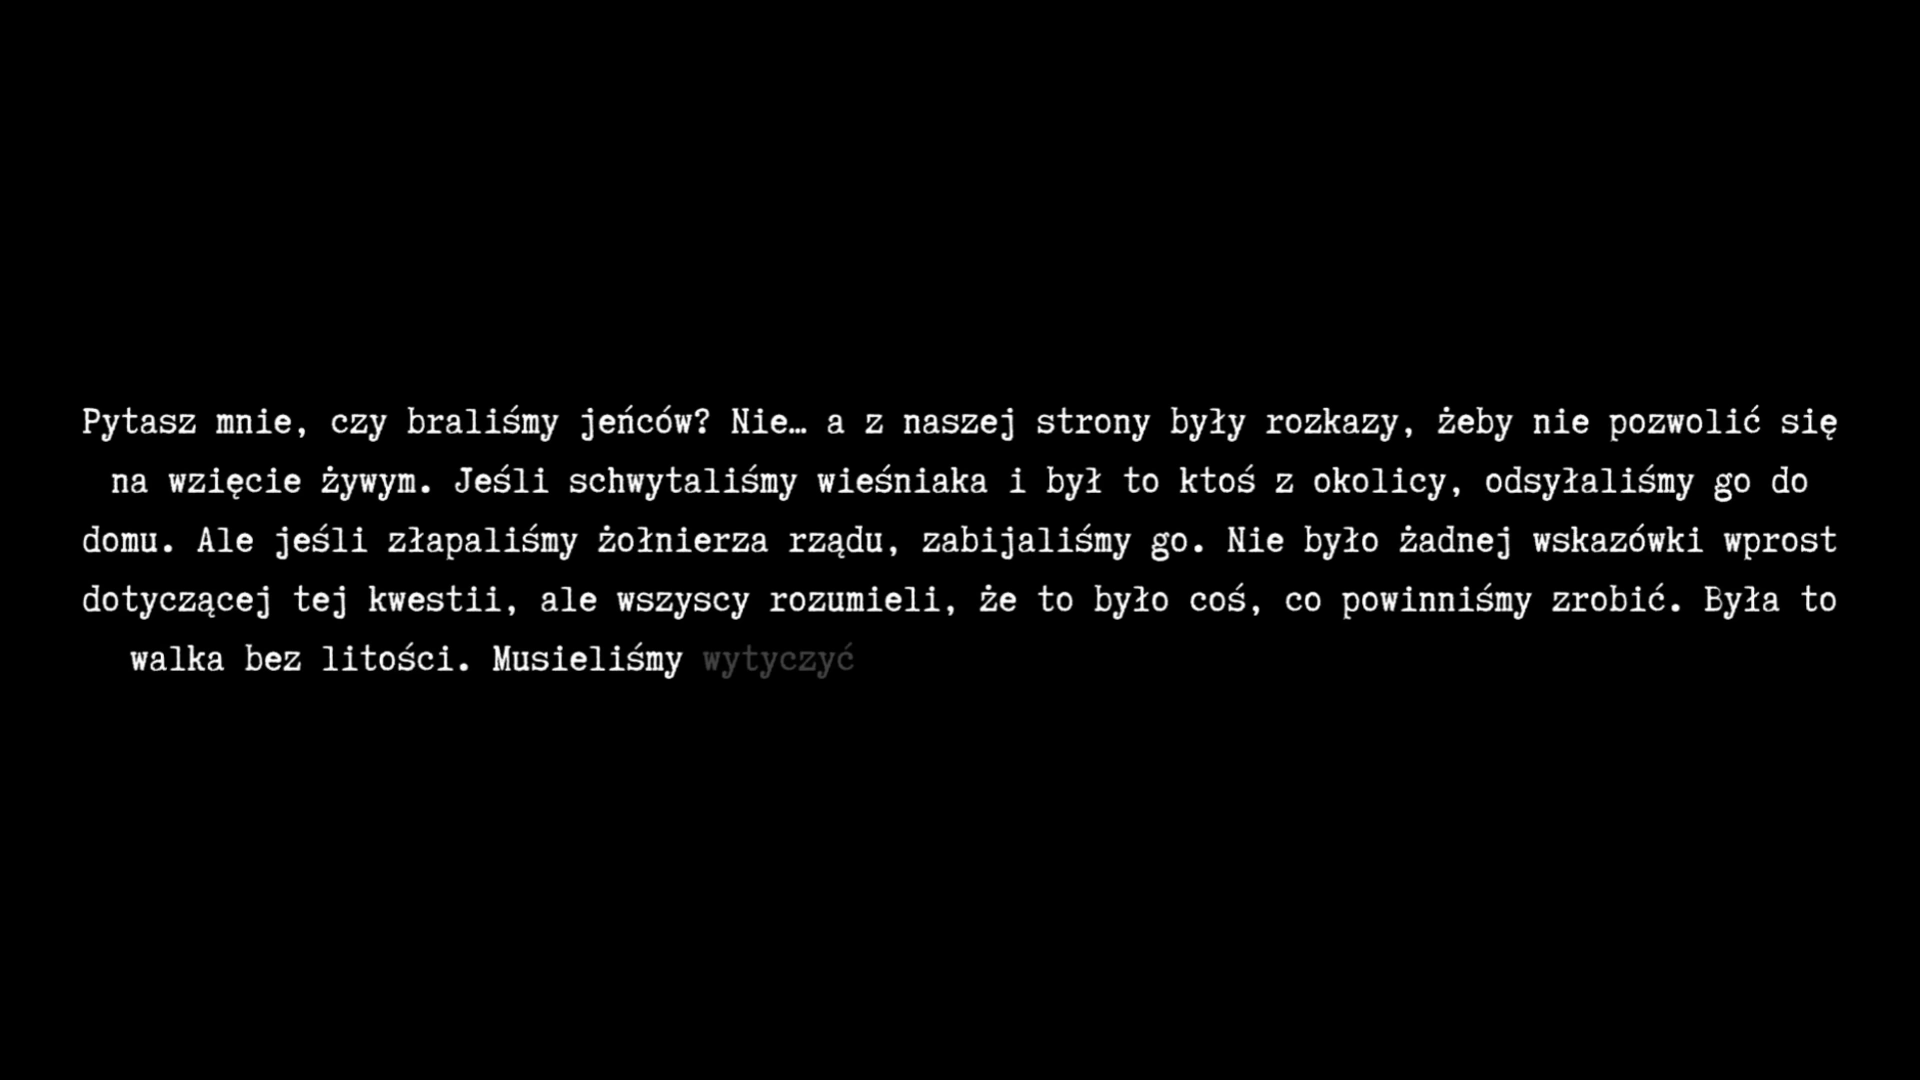 Pytasz mnie, czy braliśmy jeńców? Nie… a z naszej strony były rozkazy, żeby nie pozwolić się
na wzięcie żywym. Jeśli schwytaliśmy wieśniaka i był to ktoś z okolicy, odsyłaliśmy go do
domu. Ale jeśli złapaliśmy żołnierza rządu, zabijaliśmy go. Nie było żadnej wskazówki wprost
dotyczącej tej kwestii, ale wszyscy rozumieli, że to było coś, co powinniśmy zrobić. Była to
walka bez litości. Musieliśmy wytyczyć